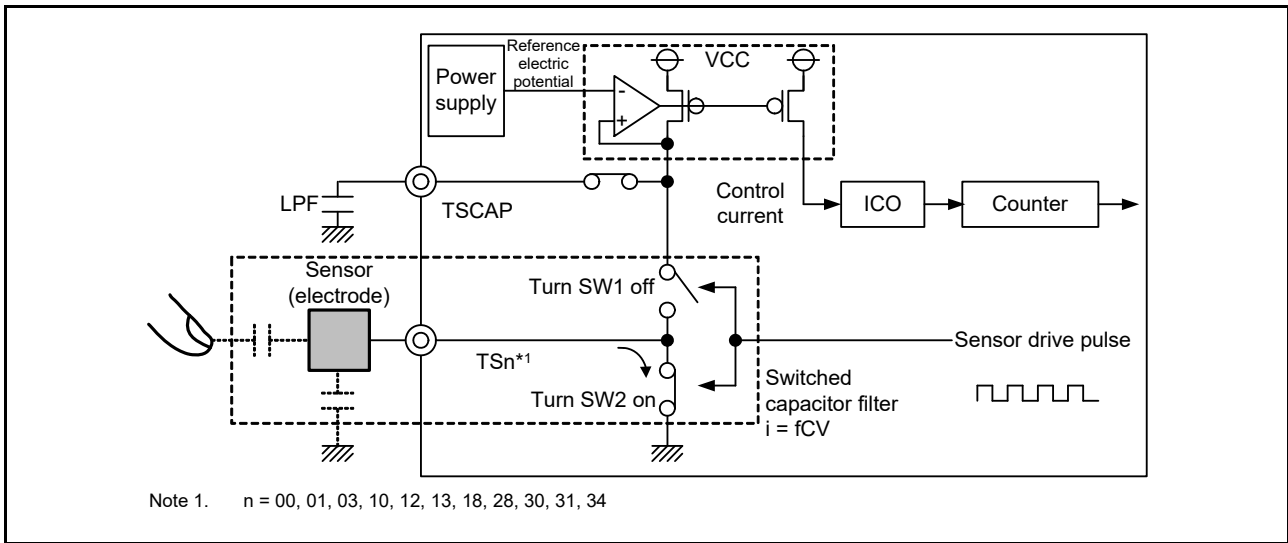 Power
supply
Reference
electric
potential
VCC
-
+
LPF
TSCAP
Control
current
ICO
Counter
Sensor
(electrode)
Turn SW1 off
TSn*1
Sensor drive pulse
Turn SW2 on
Switched
capacitor filter
i = fCV
Note 1. n = 00, 01, 03, 10, 12, 13, 18, 28, 30, 31, 34